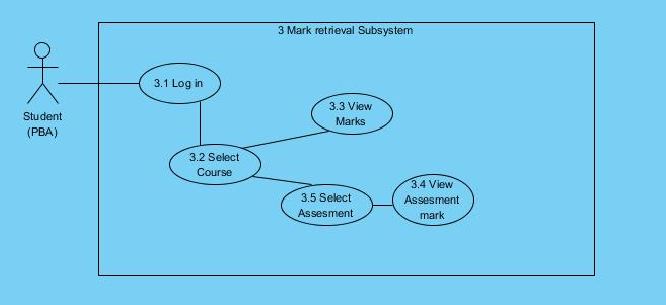 3 Mark retrieval Subsystem
3.1 Log in
Student
(PBA)
3.3 View
Marks
3.2 Select
Course
3.5 Select
Assesment
3.4 View
Assesment
mark